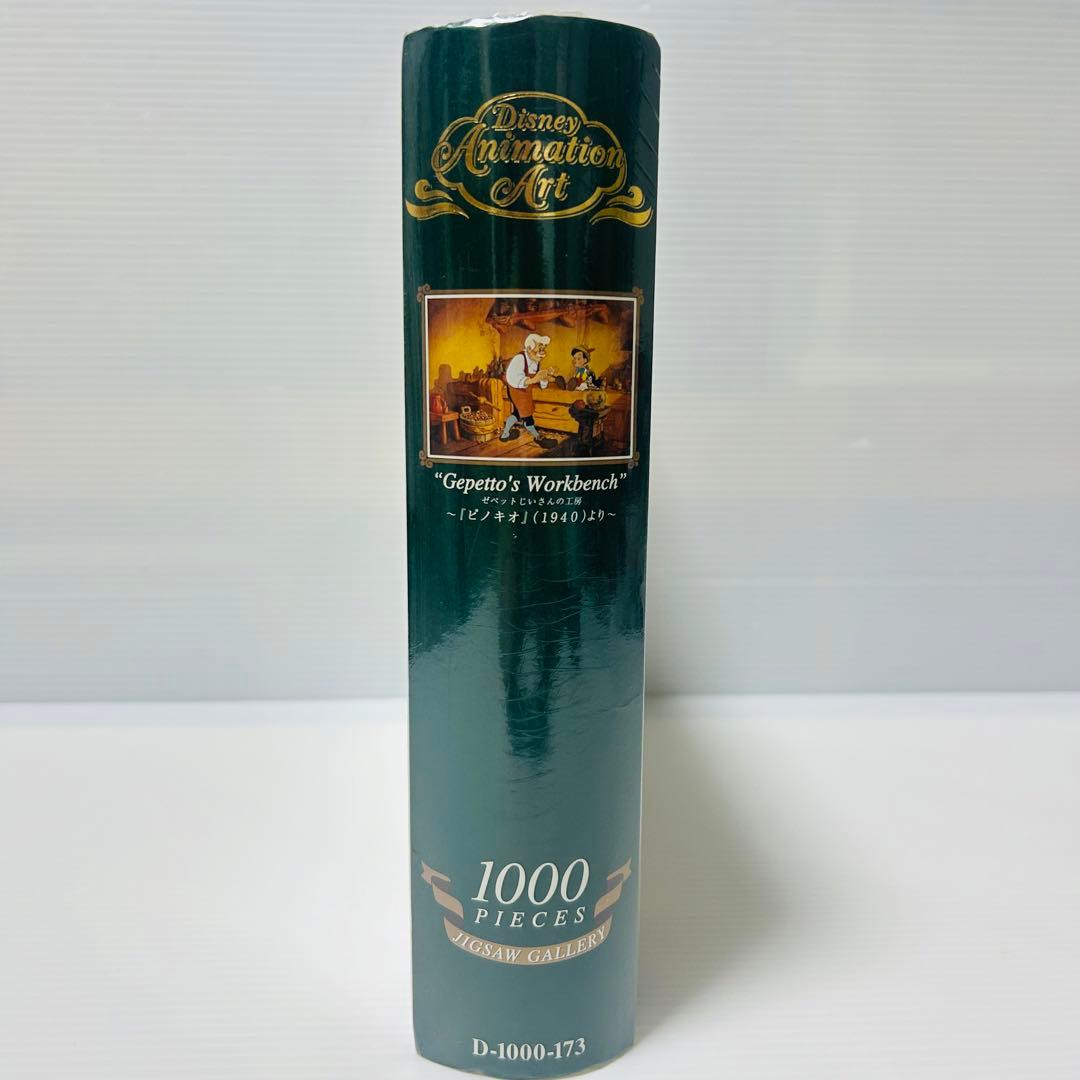 Disney
Animation
Art
“Gepetto's Workbench”
ゼペットじいさんの工房
～『ピノキオ』(1940)より～
1000
PIECES
JIGSAW GALLERY
D-1000-173